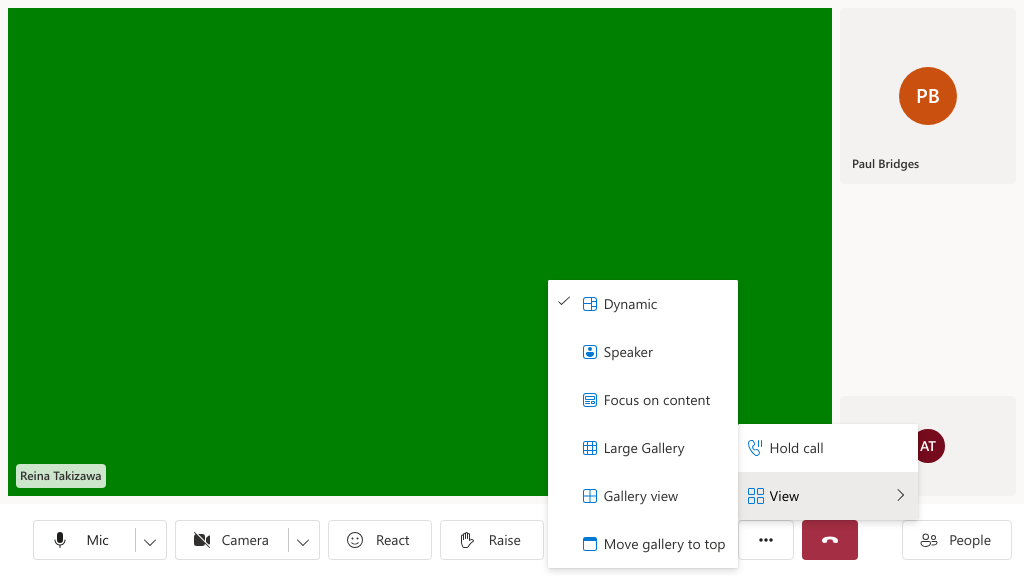 PB
Paul Bridges
Dynamic
Speaker
Focus on content
Large Gallery
Gallery view
Move gallery to top
Hold call
View
AT
Reina Takizawa
Mic
Camera
React
Raise
People